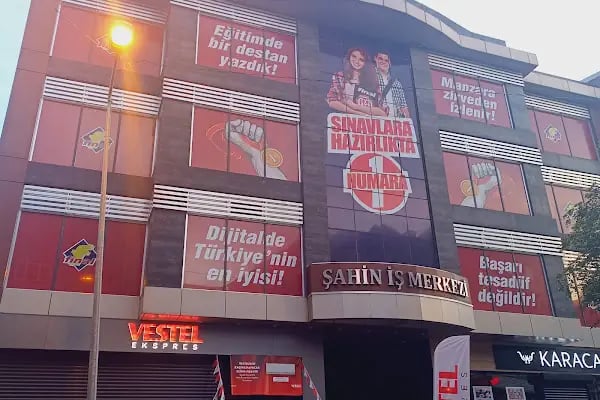 Eğitimde
bir destan
yazdık!
Manzara
zirveden
izlenir!
final
SINAVLARA
HAZIRLIKTA
1
NUMARA
Dijitalde
Türkiye'nin
en iyisi!
Başarı
tesadüf
değildir!
ŞAHİN İŞ MERKEZİ
VESTEL
EKSPRES
KARACA